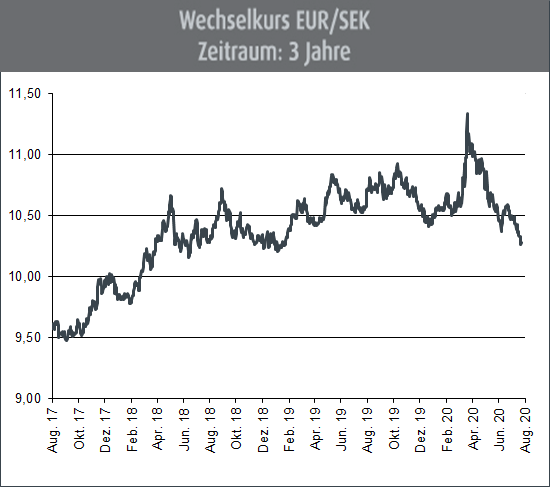 Wechselkurs EUR/SEK
Zeitraum: 3 Jahre
11,50
11,00
10,50
10,00
9,50
9,00
Aug. 17
Okt. 17
Dez. 17
Feb. 18
Apr. 18
Jun. 18
Aug. 18
Okt. 18
Dez. 18
Feb. 19
Apr. 19
Jun. 19
Aug. 19
Okt. 19
Dez. 19
Feb. 20
Apr. 20
Jun. 20
Aug. 20